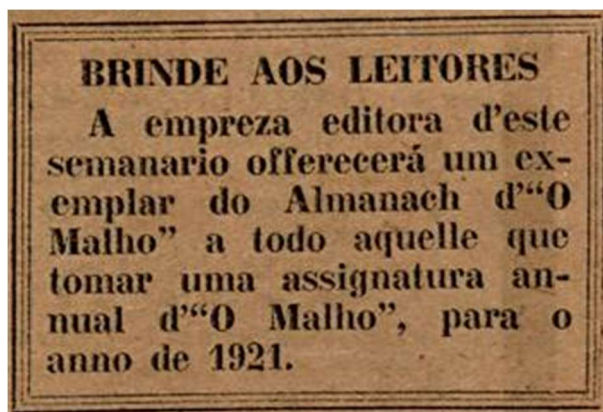 BRINDE AOS LEITORES
A empreza editora d'este
semanario offerecerá um ex-
emplar do Almanach d'“O
Malho” a todo aquelle que
tomar uma assignatura an-
nual d'“O Malho”, para o
anno de 1921.